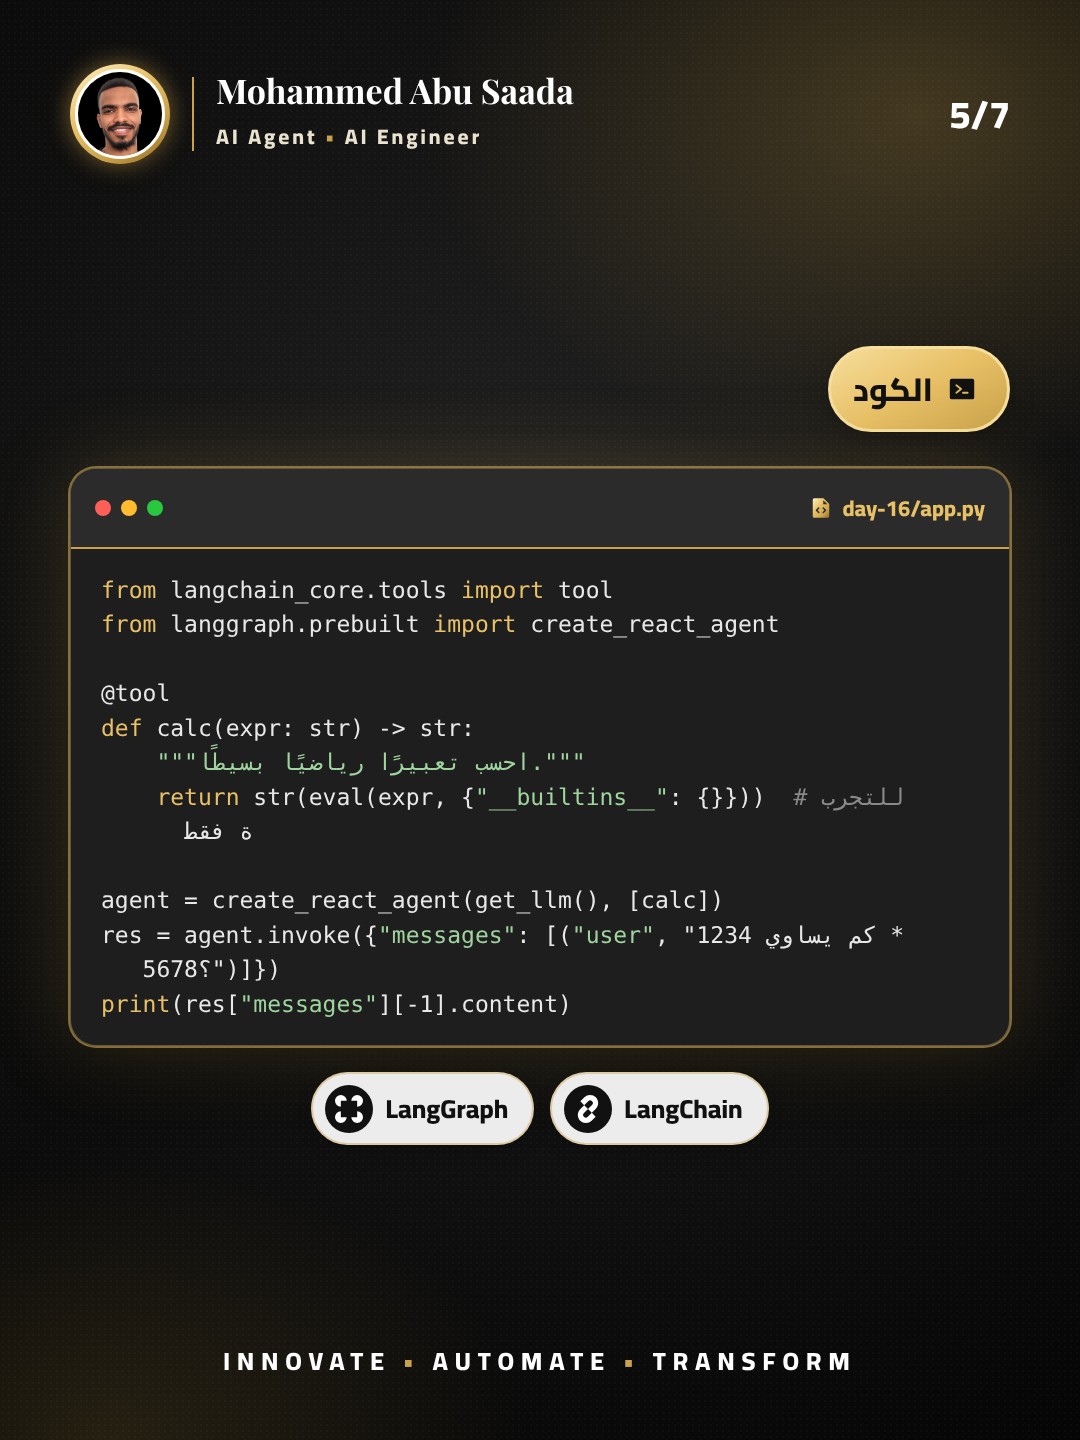 Mohammed Abu Saada
AI Agent ▪ AI Engineer
5/7
الكود
day-16/app.py
from langchain_core.tools import tool
from langgraph.prebuilt import create_react_agent
@tool
def calc(expr: str) -> str:
"""احسب تعبيرًا رياضيًا بسيطًا."""
return str(eval(expr, {"__builtins__": {}}))  # للتجرب
ة فقط
agent = create_react_agent(get_llm(), [calc])
res = agent.invoke({"messages": [("user", "كم يساوي 1234 *
5678؟")]})
print(res["messages"][-1].content)
LangGraph
LangChain
INNOVATE ▪ AUTOMATE ▪ TRANSFORM